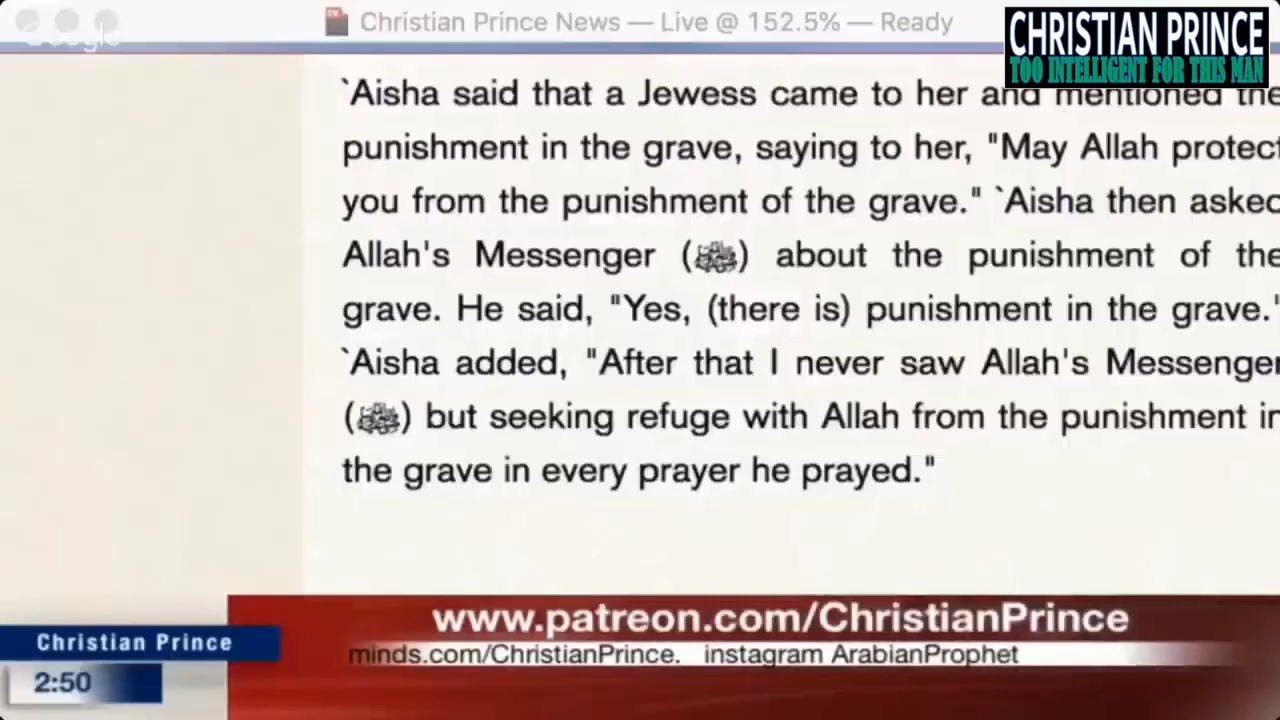 Christian Prince News — Live @ 152.5% — Ready
Google
CHRISTIAN PRINCE
TOO INTELLIGENT FOR THIS MAN
`Aisha said that a Jewess came to her and mentioned the
punishment in the grave, saying to her, "May Allah protect
you from the punishment of the grave." `Aisha then asked
Allah's Messenger (ﷺ) about the punishment of the
grave. He said, "Yes, (there is) punishment in the grave."
`Aisha added, "After that I never saw Allah's Messenger
(ﷺ) but seeking refuge with Allah from the punishment in
the grave in every prayer he prayed."
www.patreon.com/ChristianPrince
Christian Prince
minds.com/ChristianPrince. instagram ArabianProphet
2:50